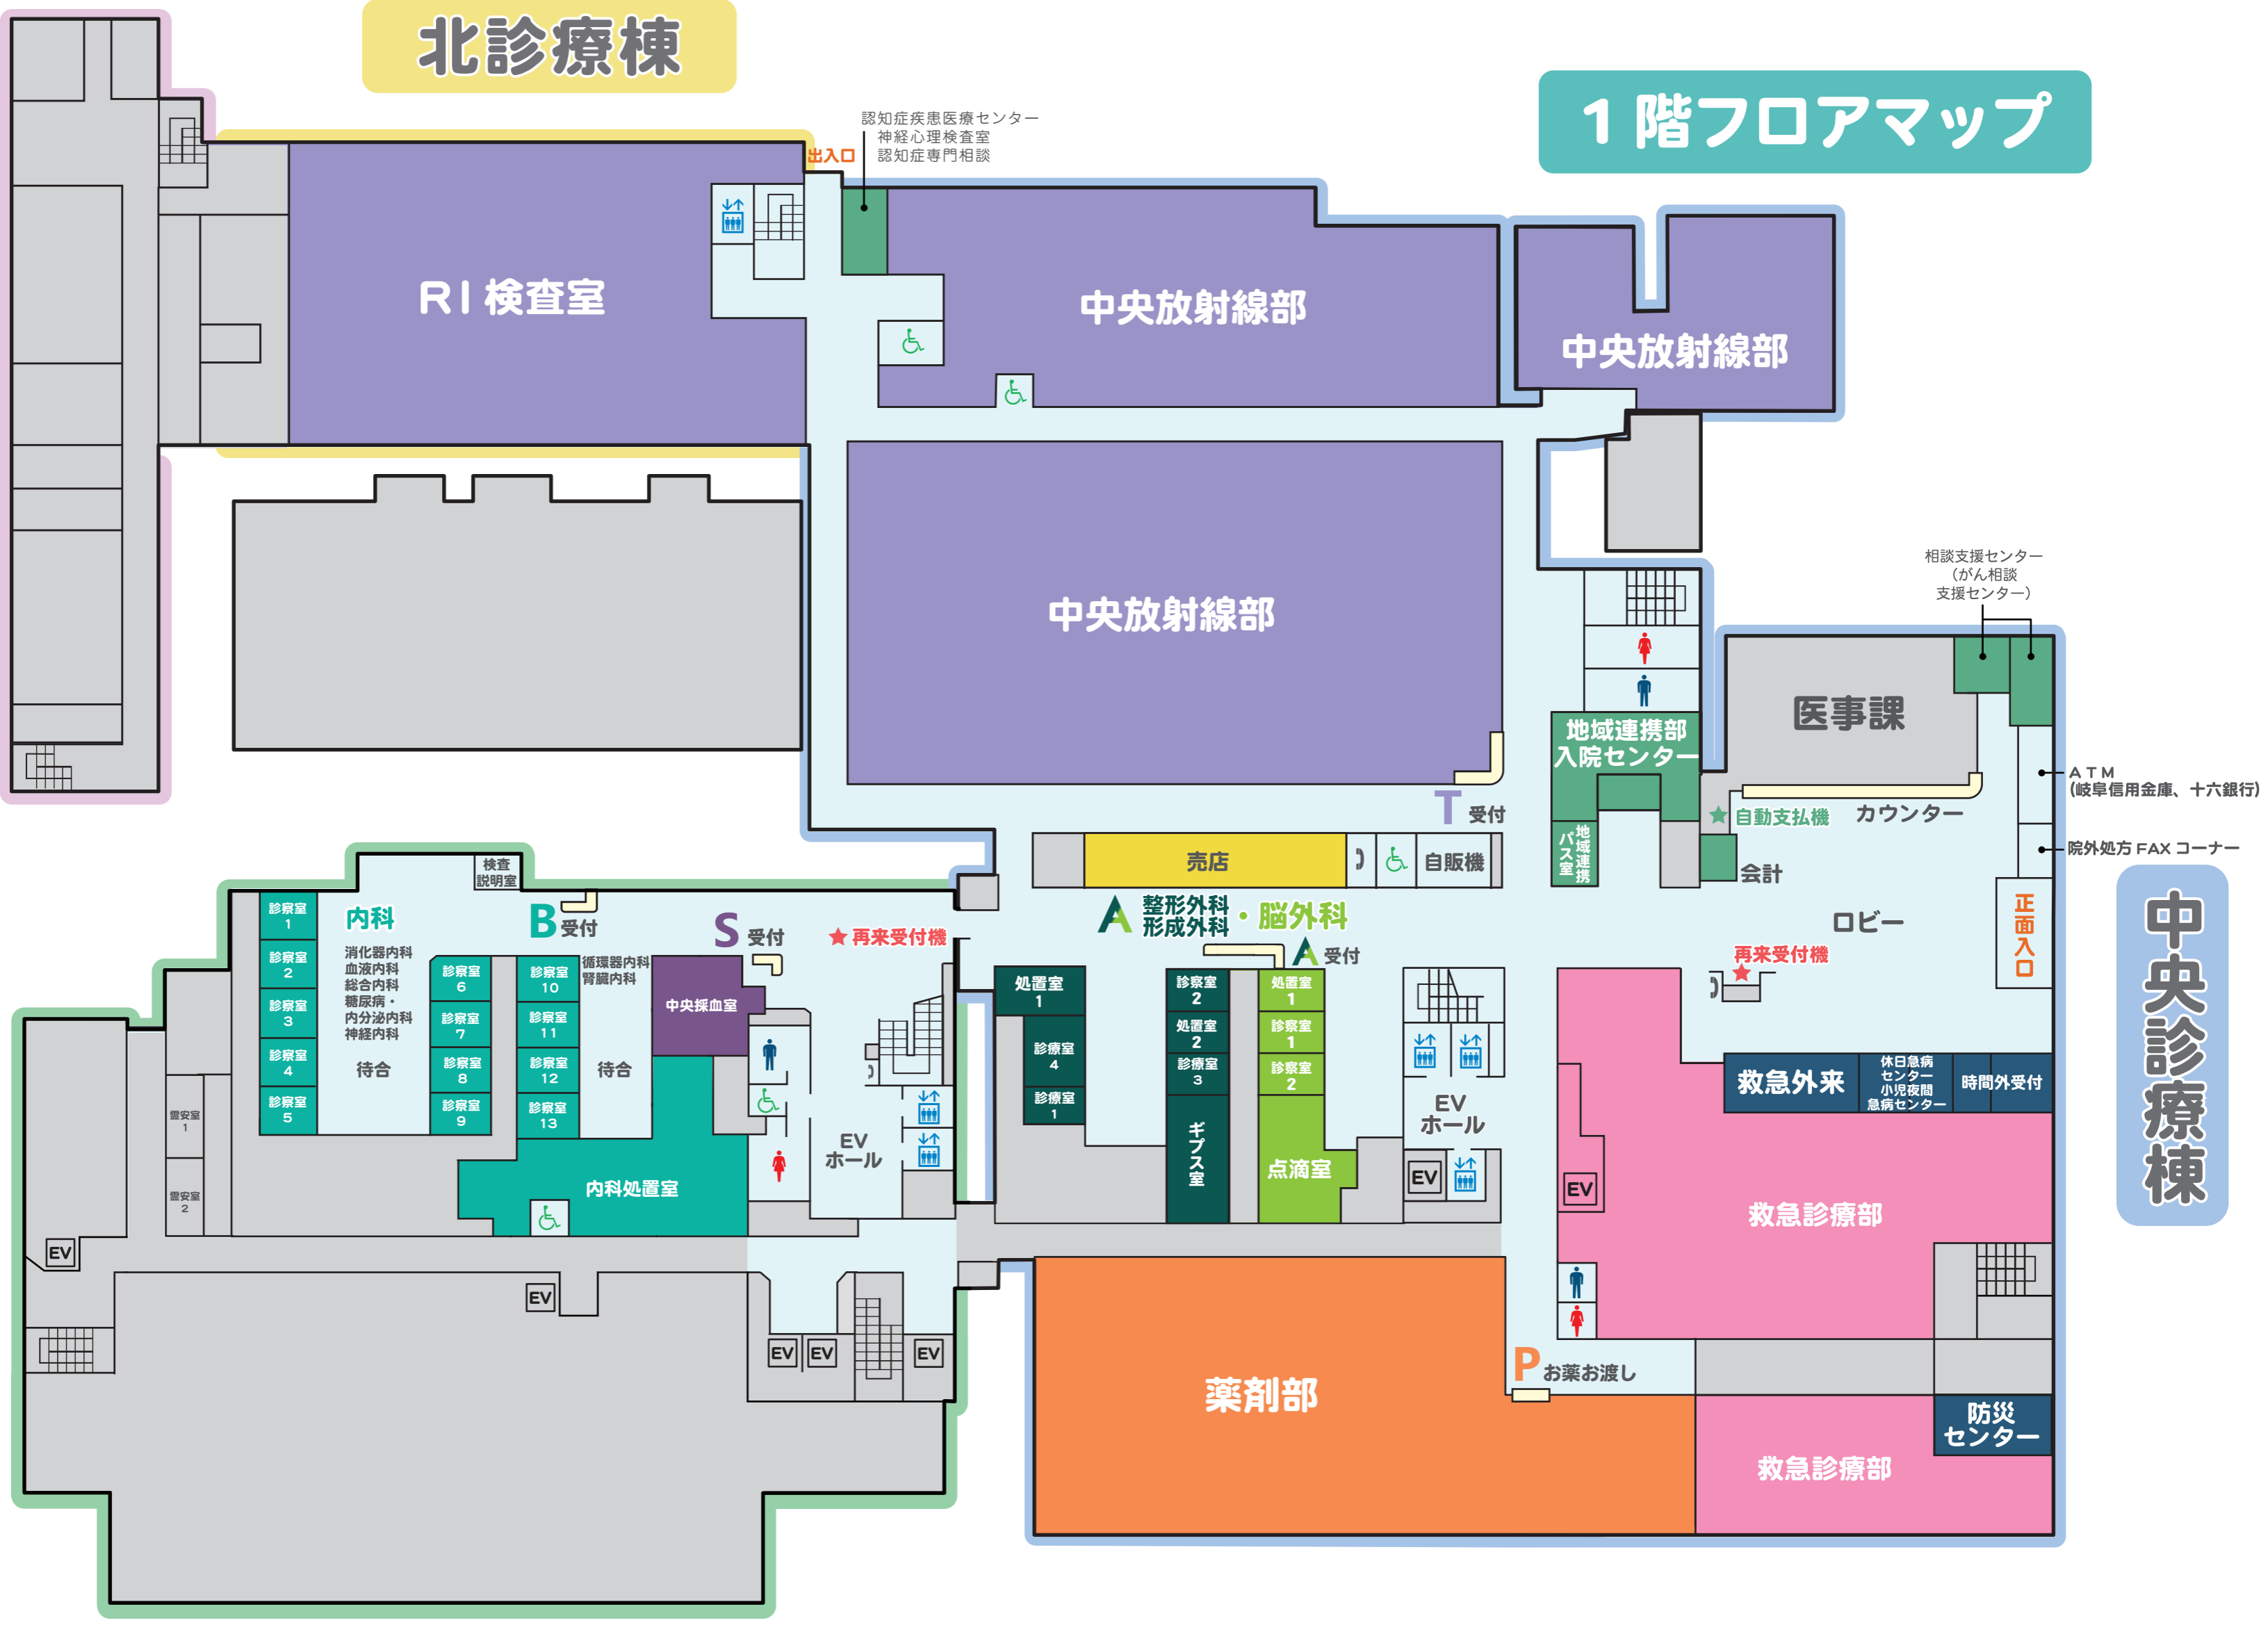 北診療棟
1階フロアマップ
認知症疾患医療センター
神経心理検査室
認知症専門相談
出入口
RI検査室
中央放射線部
中央放射線部
中央放射線部
相談支援センター
(がん相談
支援センター)
地域連携部
入院センター
医事課
ATM
(岐阜信用金庫、十六銀行)
T 受付
自動支払機
カウンター
地域連携
パス室
売店
自販機
会計
院外処方FAXコーナー
検査
説明室
内科
B 受付
S 受付
再来受付機
A 整形外科
形成外科
・脳外科
A 受付
ロビー
正面入口
再来受付機
中央診療棟
診察室
1
診察室
2
診察室
3
診察室
4
診察室
5
消化器内科
血液内科
総合内科
糖尿病・
内分泌内科
神経内科
待合
診察室
6
診察室
7
診察室
8
診察室
9
診察室
10
診察室
11
診察室
12
診察室
13
循環器内科
腎臓内科
待合
中央採血室
処置室
1
診療室
4
診療室
1
診察室
2
処置室
2
診療室
3
ギプス室
処置室
1
診察室
1
診察室
2
点滴室
救急外来
休日急病
センター
小児夜間
急病センター
時間外受付
霊安室
1
霊安室
2
EV
ホール
EV
ホール
EV
EV
内科処置室
救急診療部
EV
EV
EV
EV
EV
P お薬お渡し
薬剤部
防災
センター
救急診療部